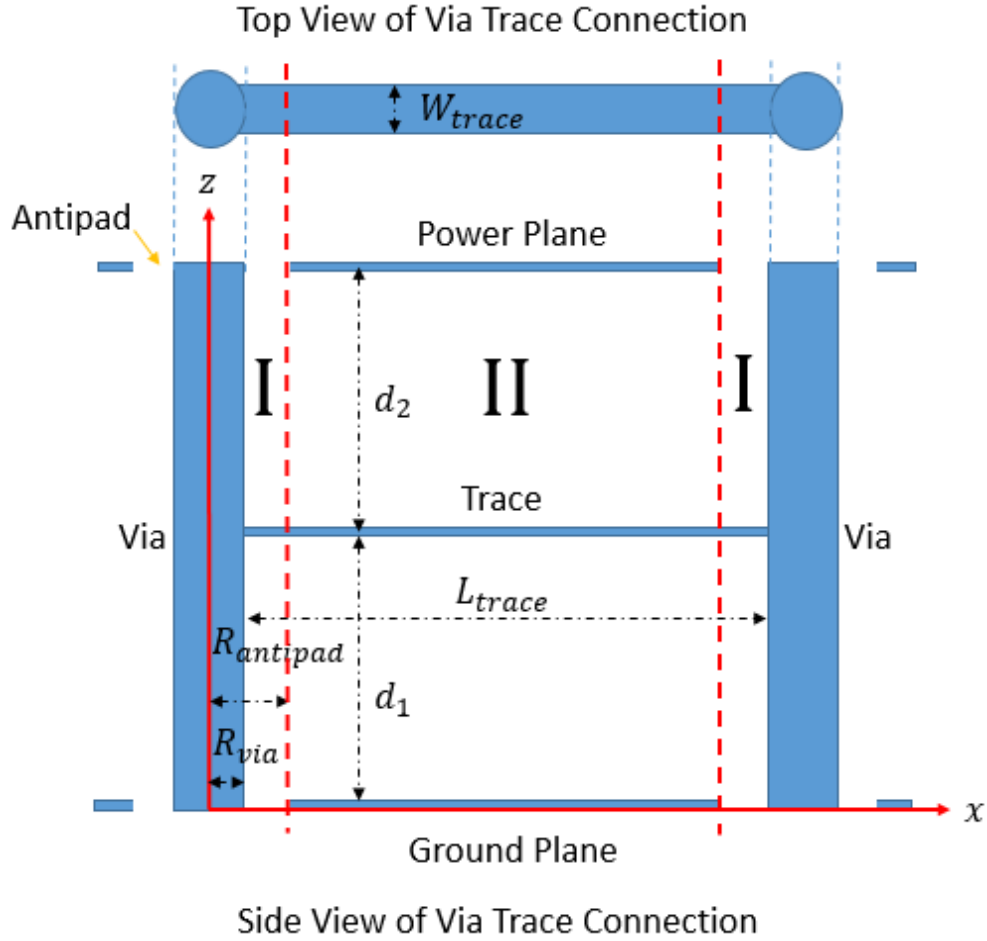 Top View of Via Trace Connection
W_trace
z
Antipad
Power Plane
I
II
I
d_2
Trace
Via
Via
L_trace
R_antipad
d_1
R_via
x
Ground Plane
Side View of Via Trace Connection